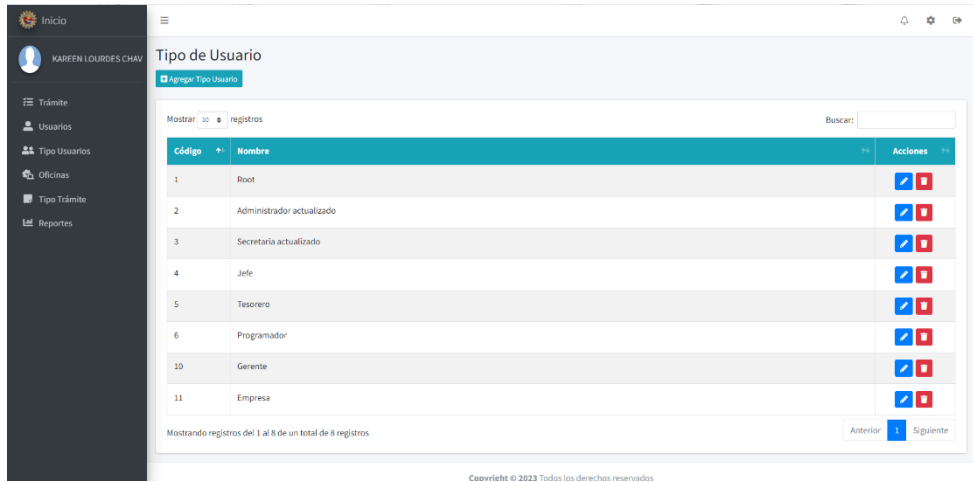 Inicio
KAREEN LOURDES CHAV
Trámite
Usuarios
Tipo Usuarios
Oficinas
Tipo Trámite
Reportes
Tipo de Usuario
Agregar Tipo Usuario
Mostrar 10 registros
Buscar:
Código Nombre Acciones
1 Root
2 Administrador actualizado
3 Secretaria actualizado
4 Jefe
5 Tesorero
6 Programador
10 Gerente
11 Empresa
Mostrando registros del 1 al 8 de un total de 8 registros
Anterior 1 Siguiente
Copyright © 2023 Todos los derechos reservados